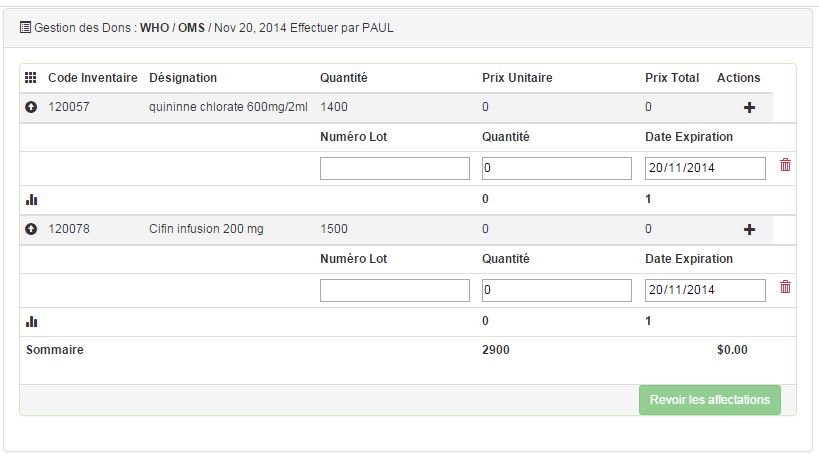 Gestion des Dons : WHO / OMS / Nov 20, 2014 Effectuer par PAUL
Code Inventaire Désignation Quantité Prix Unitaire Prix Total Actions
120057 quininne chlorate 600mg/2ml 1400 0 0
Numéro Lot Quantité Date Expiration
0 20/11/2014
0 1
120078 Cifin infusion 200 mg 1500 0 0
Numéro Lot Quantité Date Expiration
0 20/11/2014
0 1
Sommaire 2900 $0.00
Revoir les affectations